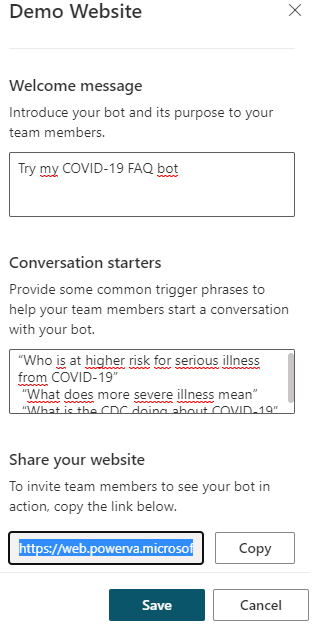 Demo Website
Welcome message
Introduce your bot and its purpose to your
team members.
Try my COVID-19 FAQ bot
Conversation starters
Provide some common trigger phrases to
help your team members start a conversation
with your bot.
“Who is at higher risk for serious illness
from COVID-19”
“What does more severe illness mean”
“What is the CDC doing about COVID-19”
Share your website
To invite team members to see your bot in
action, copy the link below.
https://web.powerva.microsof
Copy
Save
Cancel